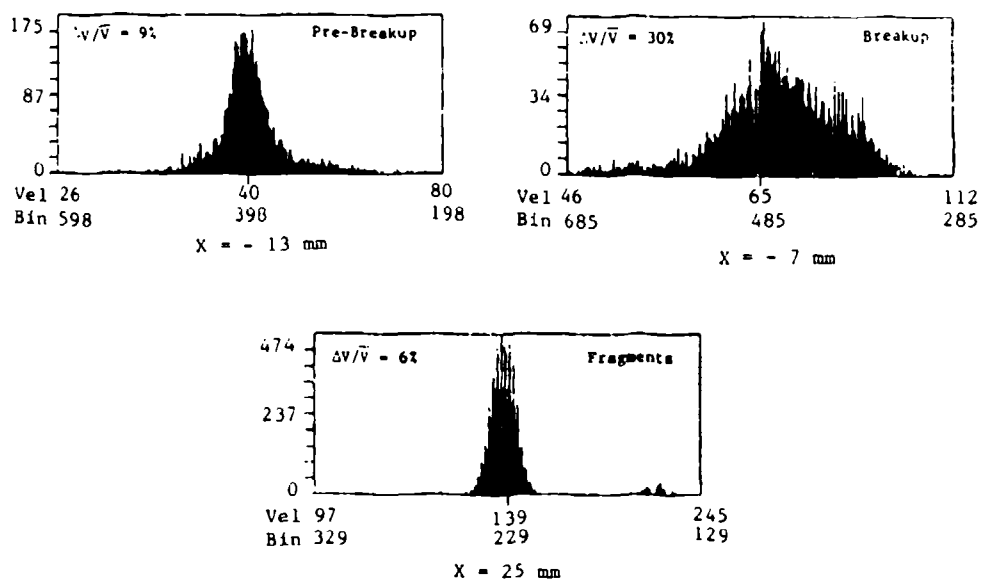 175
87
0
ΔV/V̅ = 9%
Pre-Breakup
Vel 26 40 80
Bin 598 398 198
X = - 13 mm
69
34
0
ΔV/V̅ = 30%
Breakup
Vel 46 65 112
Bin 685 485 285
X = - 7 mm
474
237
0
ΔV/V̅ = 6%
Fragments
Vel 97 139 245
Bin 329 229 129
X = 25 mm